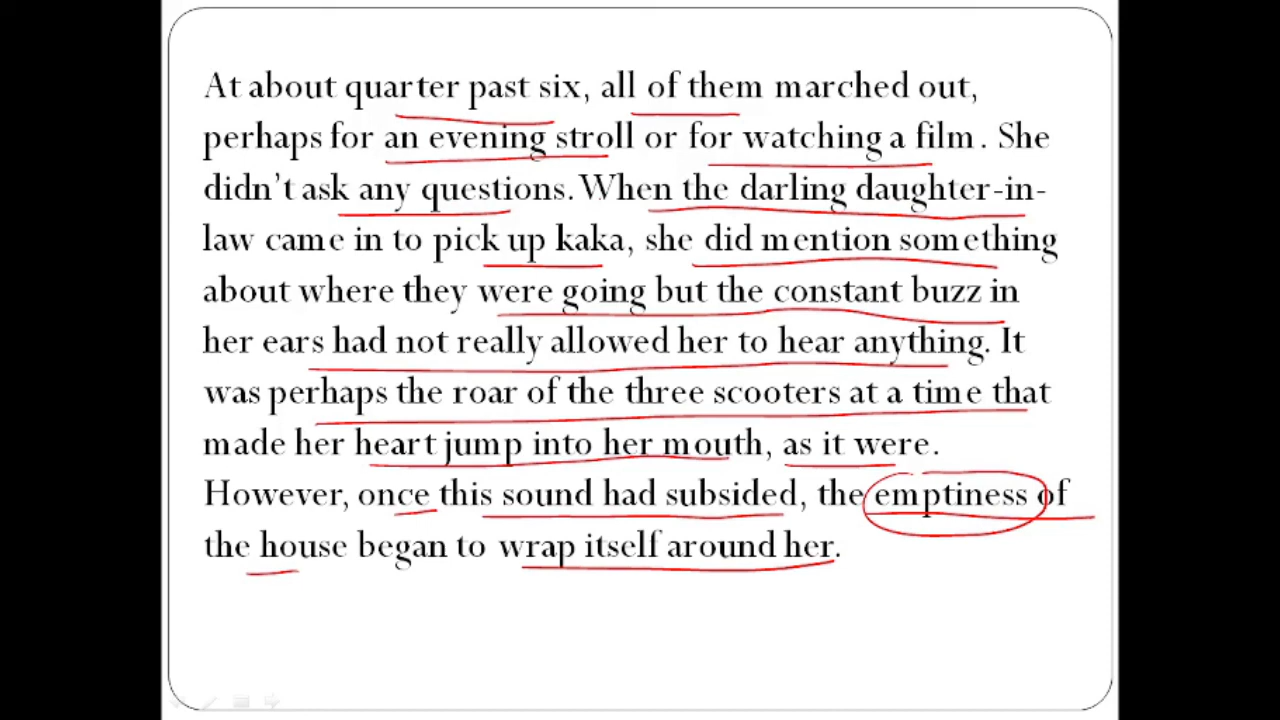 At about quarter past six, all of them marched out,
perhaps for an evening stroll or for watching a film. She
didn't ask any questions. When the darling daughter-in-
law came in to pick up kaka, she did mention something
about where they were going but the constant buzz in
her ears had not really allowed her to hear anything. It
was perhaps the roar of the three scooters at a time that
made her heart jump into her mouth, as it were.
However, once this sound had subsided, the emptiness of
the house began to wrap itself around her.